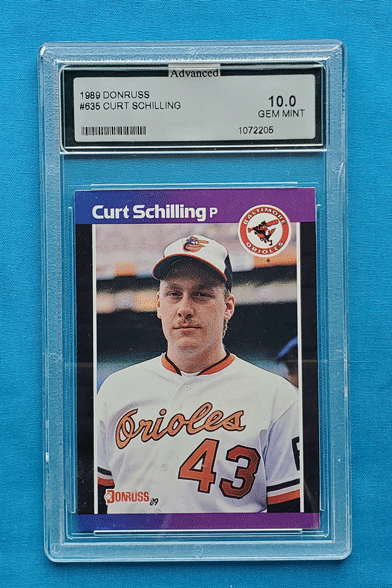 Advanced
1989 DONRUSS
#635 CURT SCHILLING
10.0
GEM MINT
1072205
Curt Schilling P
BALTIMORE
ORIOLES
Orioles
43
DONRUSS '89